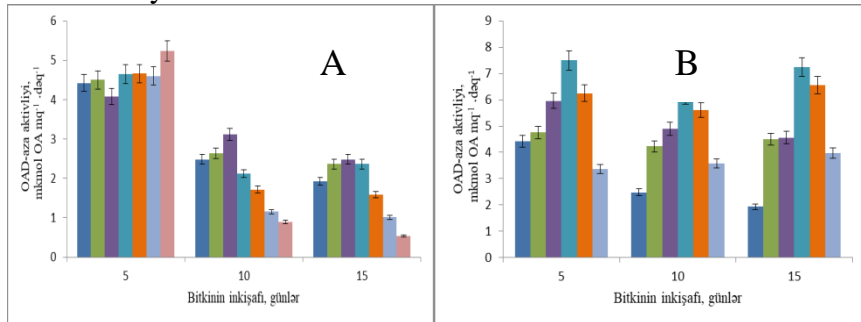 A
OAD-aza aktivliyi,
mkmol OA mq⁻¹ ·dəq⁻¹
6
5
4
3
2
1
0
5
10
15
Bitkinin inkişafı, günlər
B
OAD-aza aktivliyi,
mkmol OA mq⁻¹ ·dəq⁻¹
9
8
7
6
5
4
3
2
1
0
5
10
15
Bitkinin inkişafı, günlər